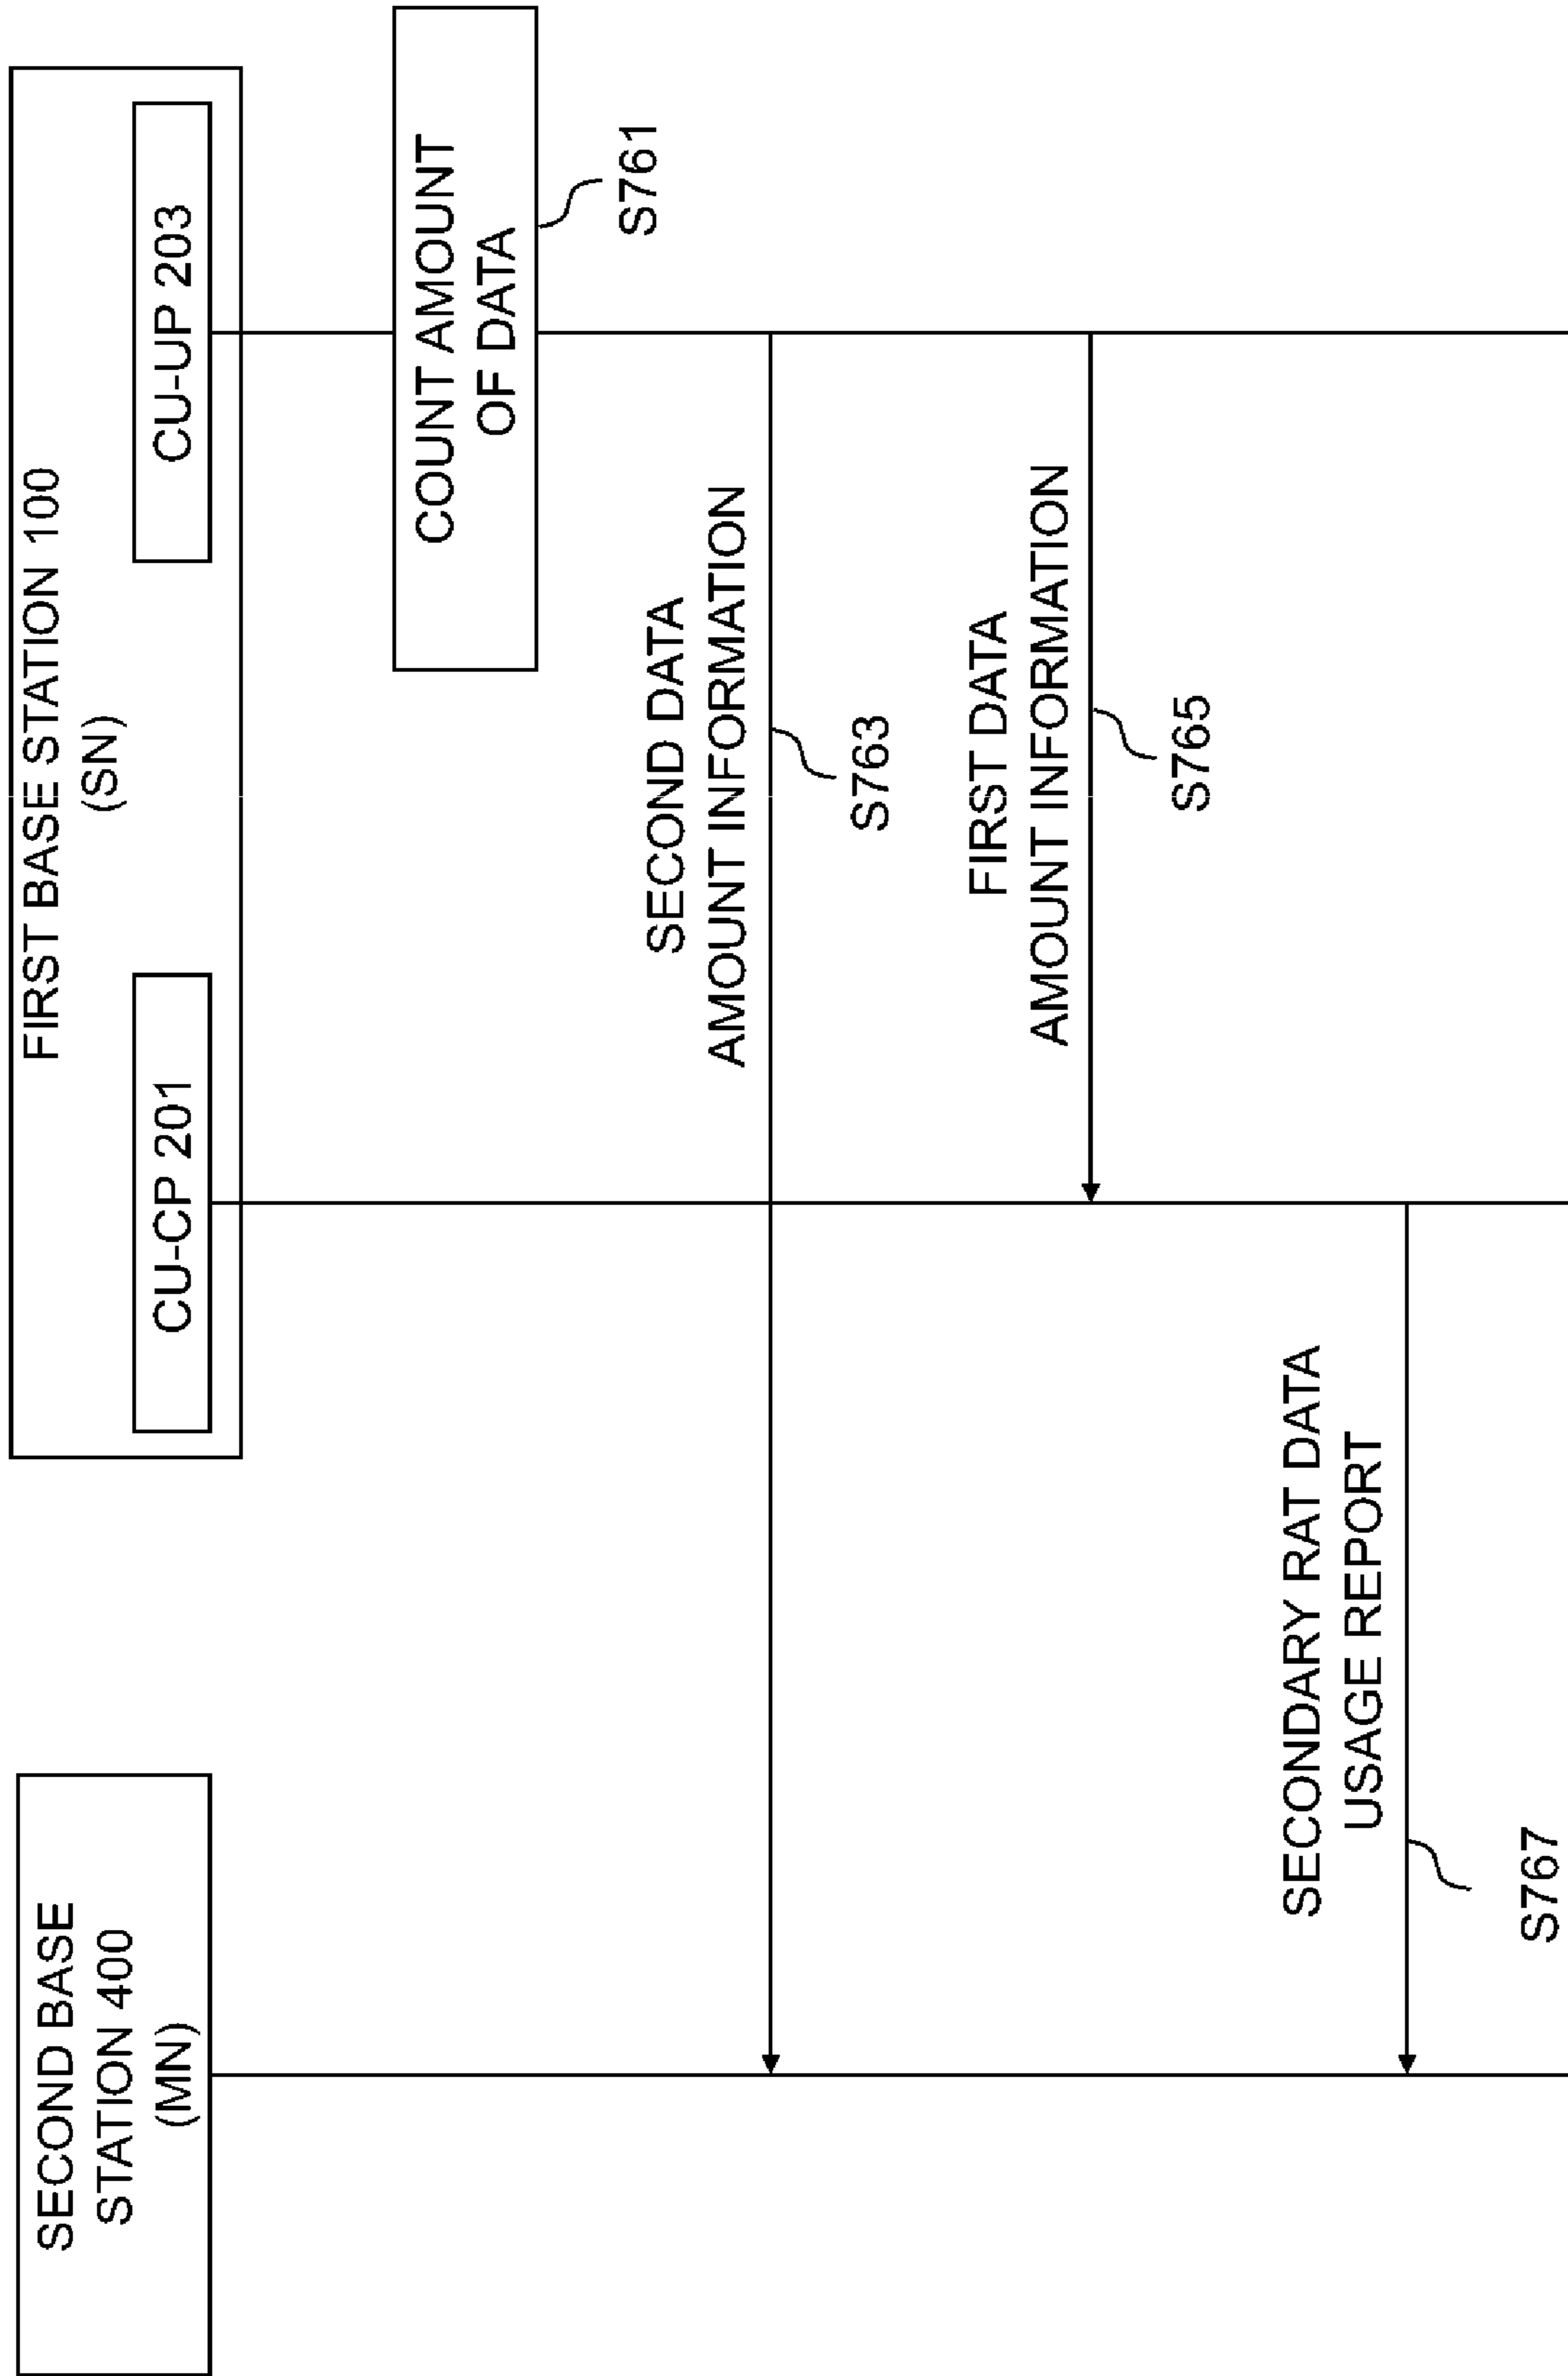 SECOND BASE
STATION 400
(MN)
FIRST BASE STATION 100
(SN)
CU-CP 201
CU-UP 203
COUNT AMOUNT
OF DATA
S761
SECOND DATA
AMOUNT INFORMATION
S763
FIRST DATA
AMOUNT INFORMATION
S765
SECONDARY RAT DATA
USAGE REPORT
S767